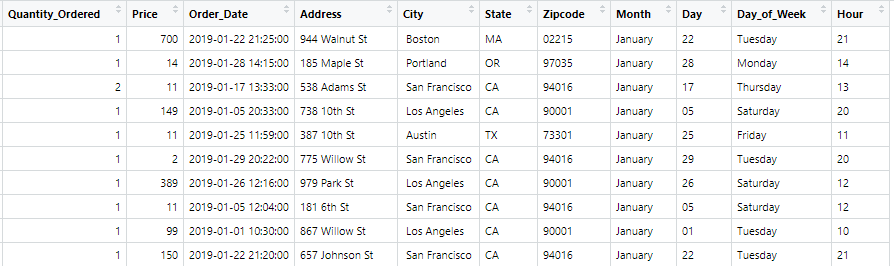 Quantity_Ordered Price Order_Date Address City State Zipcode Month Day Day_of_Week Hour
1 700 2019-01-22 21:25:00 944 Walnut St Boston MA 02215 January 22 Tuesday 21
1 14 2019-01-28 14:15:00 185 Maple St Portland OR 97035 January 28 Monday 14
2 11 2019-01-17 13:33:00 538 Adams St San Francisco CA 94016 January 17 Thursday 13
1 149 2019-01-05 20:33:00 738 10th St Los Angeles CA 90001 January 05 Saturday 20
1 11 2019-01-25 11:59:00 387 10th St Austin TX 73301 January 25 Friday 11
1 2 2019-01-29 20:22:00 775 Willow St San Francisco CA 94016 January 29 Tuesday 20
1 389 2019-01-26 12:16:00 979 Park St Los Angeles CA 90001 January 26 Saturday 12
1 11 2019-01-05 12:04:00 181 6th St San Francisco CA 94016 January 05 Saturday 12
1 99 2019-01-01 10:30:00 867 Willow St Los Angeles CA 90001 January 01 Tuesday 10
1 150 2019-01-22 21:20:00 657 Johnson St San Francisco CA 94016 January 22 Tuesday 21